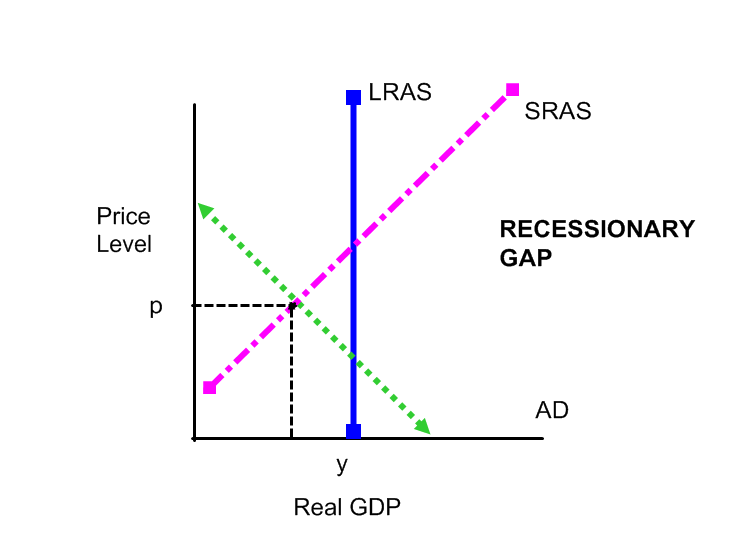 LRAS
SRAS
Price
Level
RECESSIONARY
GAP
p
AD
y
Real GDP